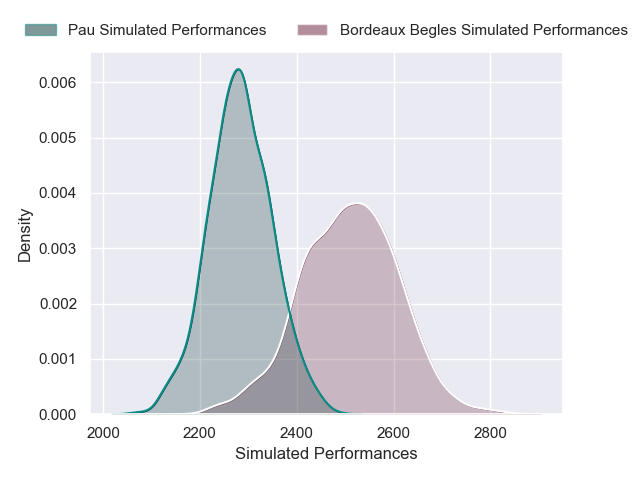 Pau Simulated Performances
Bordeaux Begles Simulated Performances
0.006
0.005
0.004
0.003
0.002
0.001
0.000
Density
2000 2200 2400 2600 2800
Simulated Performances